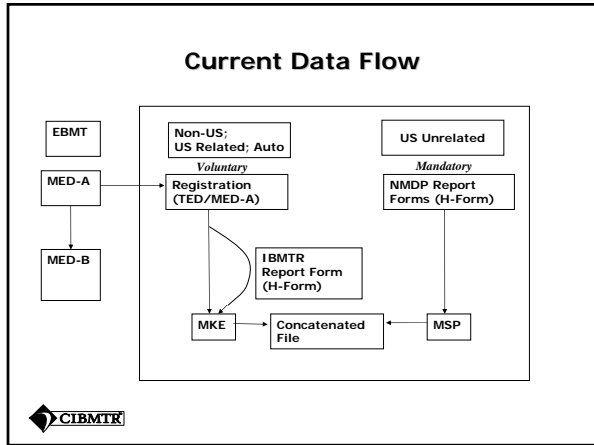 Current Data Flow
EBMT
MED-A
MED-B
Non-US;
US Related; Auto
Voluntary
Registration
(TED/MED-A)
IBMTR
Report Form
(H-Form)
US Unrelated
Mandatory
NMDP Report
Forms (H-Form)
MKE
Concatenated
File
MSP
CIBMTR